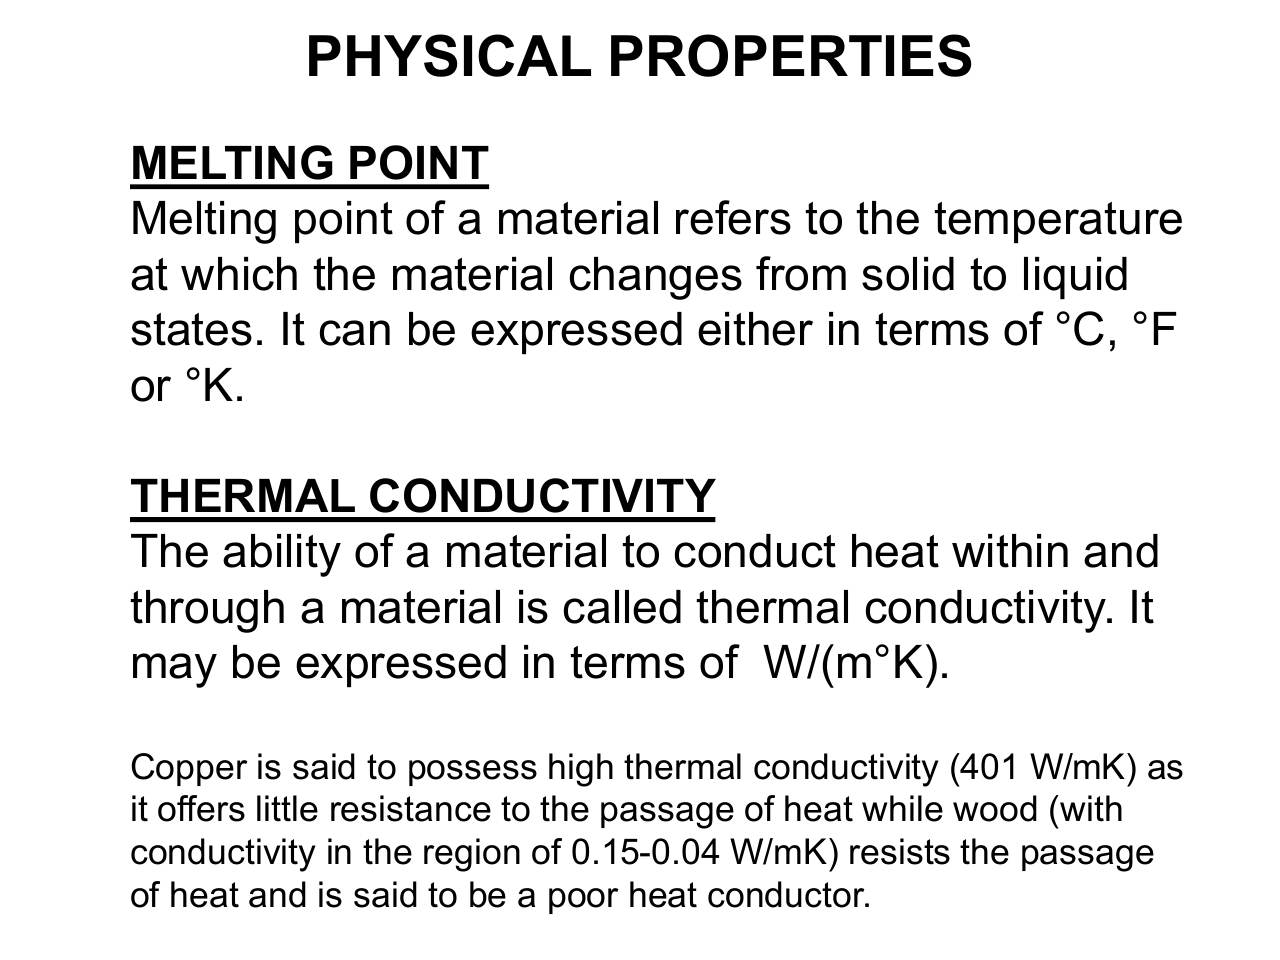 PHYSICAL PROPERTIES
MELTING POINT
Melting point of a material refers to the temperature
at which the material changes from solid to liquid
states. It can be expressed either in terms of °C, °F
or °K.
THERMAL CONDUCTIVITY
The ability of a material to conduct heat within and
through a material is called thermal conductivity. It
may be expressed in terms of  W/(m°K).
Copper is said to possess high thermal conductivity (401 W/mK) as
it offers little resistance to the passage of heat while wood (with
conductivity in the region of 0.15-0.04 W/mK) resists the passage
of heat and is said to be a poor heat conductor.